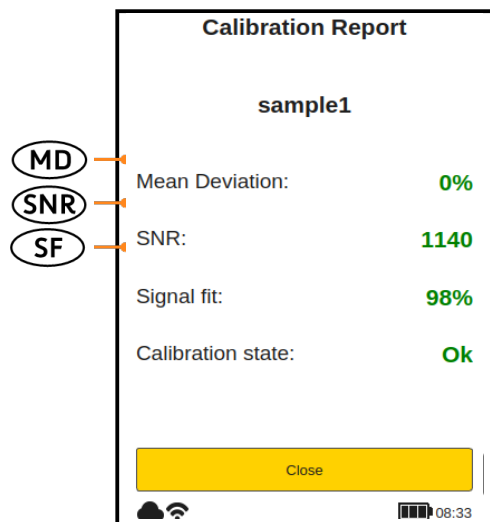 Calibration Report
sample1
MD
Mean Deviation: 0%
SNR
SNR: 1140
SF
Signal fit: 98%
Calibration state: Ok
Close
08:33